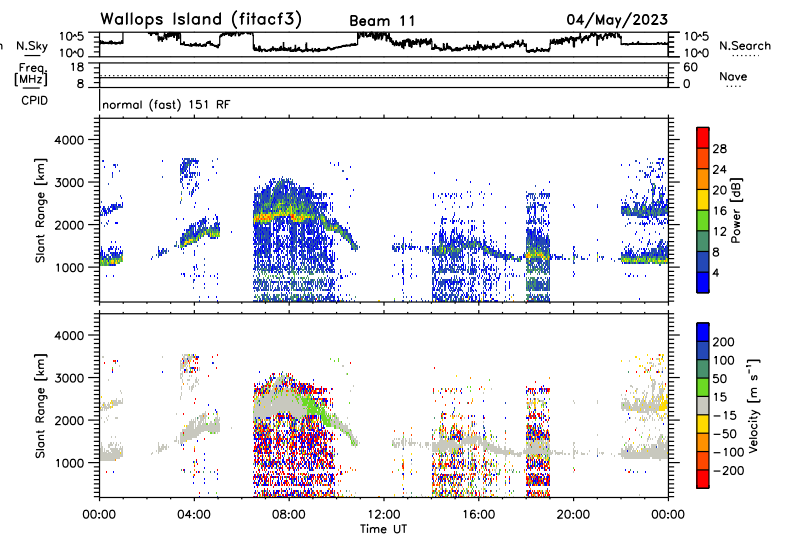 Wallops Island (fitacf3) Beam 11 04/May/2023
N.Sky 10^5 10^5 N.Search
10^0 10^0
Freq. 18 60 Nave
[MHz] 8 0
CPID normal (fast) 151 RF
4000
3000
2000
1000
Slant Range [km]
28
24
20
16
12
8
4
Power [dB]
4000
3000
2000
1000
Slant Range [km]
200
100
50
15
-15
-50
-100
-200
Velocity [m s⁻¹]
00:00 04:00 08:00 12:00 16:00 20:00 00:00
Time UT